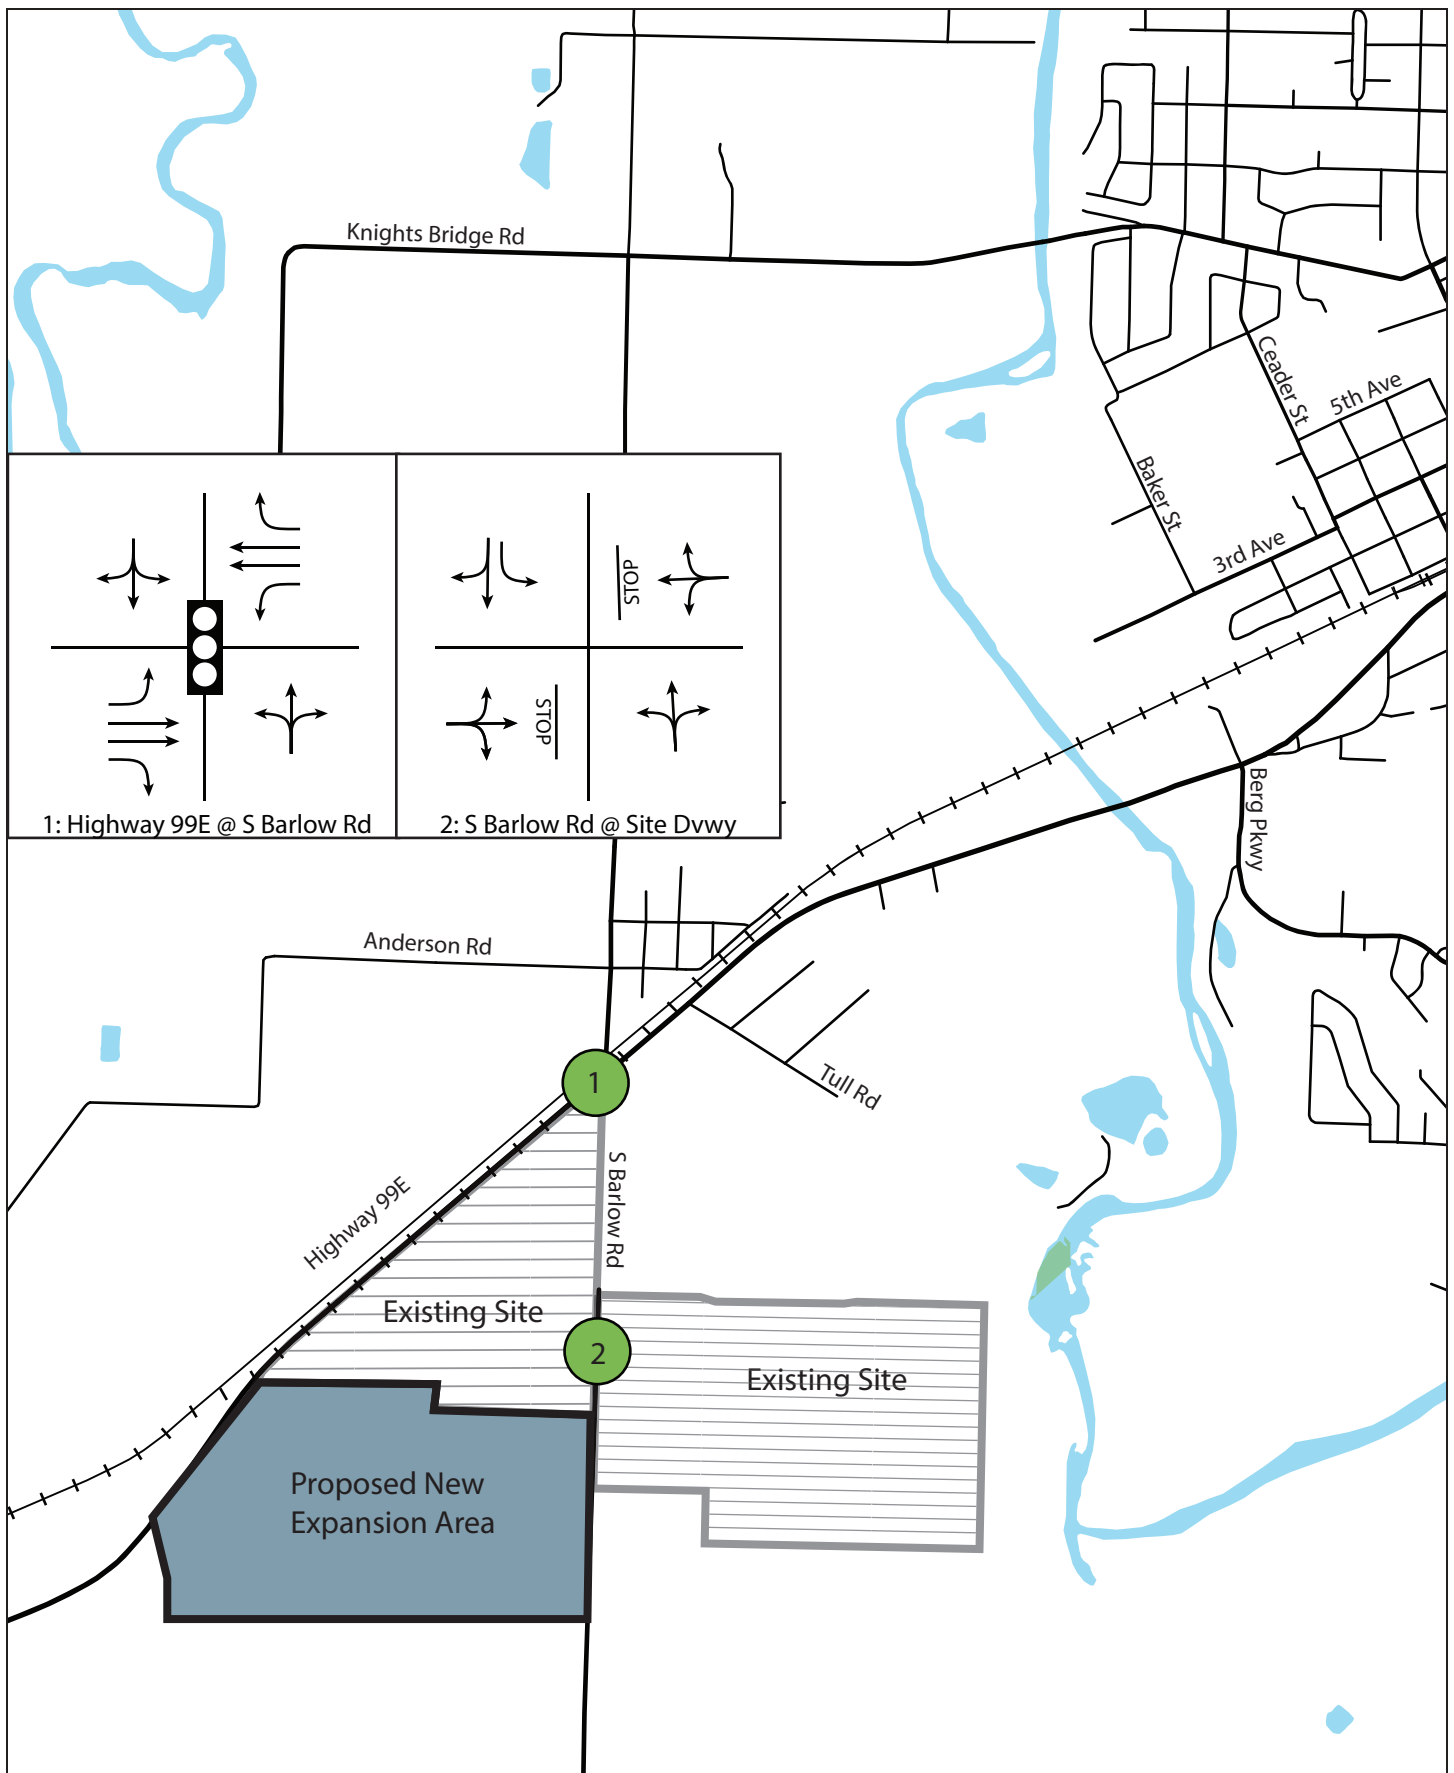 Knights Bridge Rd
Ceader St
5th Ave
Baker St
3rd Ave
STOP
STOP
1: Highway 99E @ S Barlow Rd
2: S Barlow Rd @ Site Dvwy
Berg Pkwy
Anderson Rd
1
Tull Rd
Highway 99E
S Barlow Rd
Existing Site
2
Existing Site
Proposed New
Expansion Area